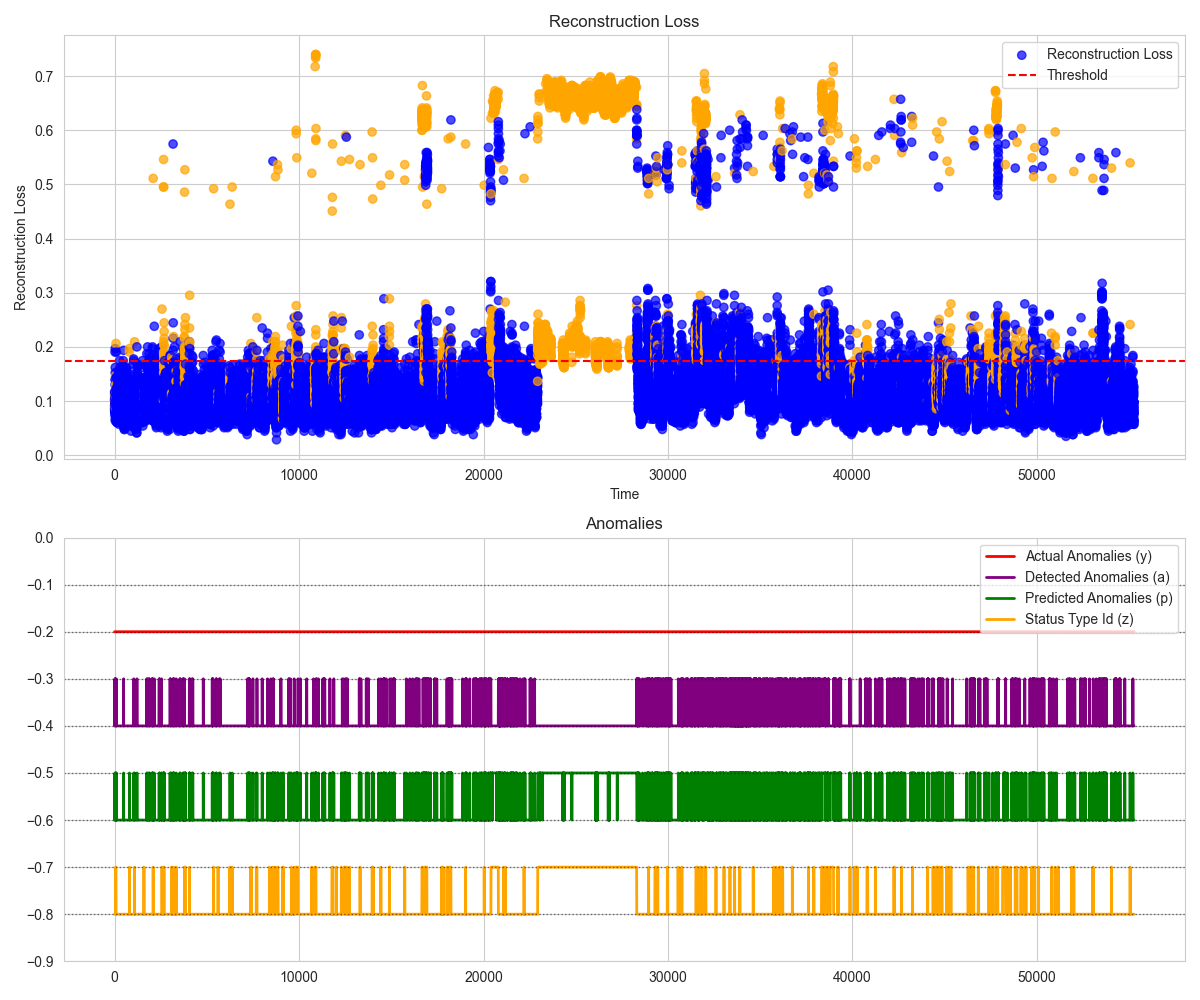 Reconstruction Loss
Reconstruction Loss
Threshold
0.7
0.6
0.5
0.4
0.3
0.2
0.1
0.0
Reconstruction Loss
0 10000 20000 30000 40000 50000
Time
Anomalies
Actual Anomalies (y)
Detected Anomalies (a)
Predicted Anomalies (p)
Status Type Id (z)
0.0
−0.1
−0.2
−0.3
−0.4
−0.5
−0.6
−0.7
−0.8
−0.9
0 10000 20000 30000 40000 50000